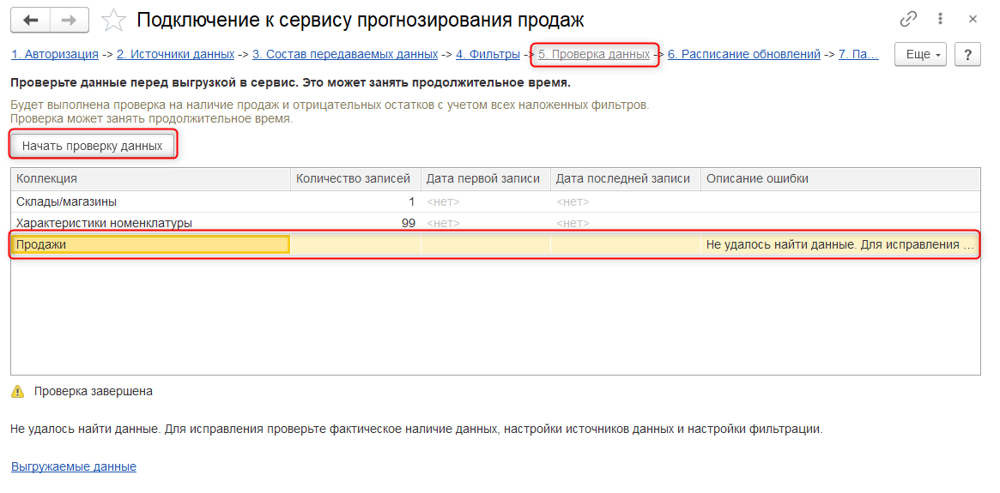 Подключение к сервису прогнозирования продаж
1. Авторизация -> 2. Источники данных -> 3. Состав передаваемых данных -> 4. Фильтры -> 5. Проверка данных -> 6. Расписание обновлений -> 7. Па... Еще ?
Проверьте данные перед выгрузкой в сервис. Это может занять продолжительное время.
Будет выполнена проверка на наличие продаж и отрицательных остатков с учетом всех наложенных фильтров.
Проверка может занять продолжительное время.
Начать проверку данных
Коллекция Количество записей Дата первой записи Дата последней записи Описание ошибки
Склады/магазины 1 <нет> <нет>
Характеристики номенклатуры 99 <нет> <нет>
Продажи Не удалось найти данные. Для исправления ...
Проверка завершена
Не удалось найти данные. Для исправления проверьте фактическое наличие данных, настройки источников данных и настройки фильтрации.
Выгружаемые данные